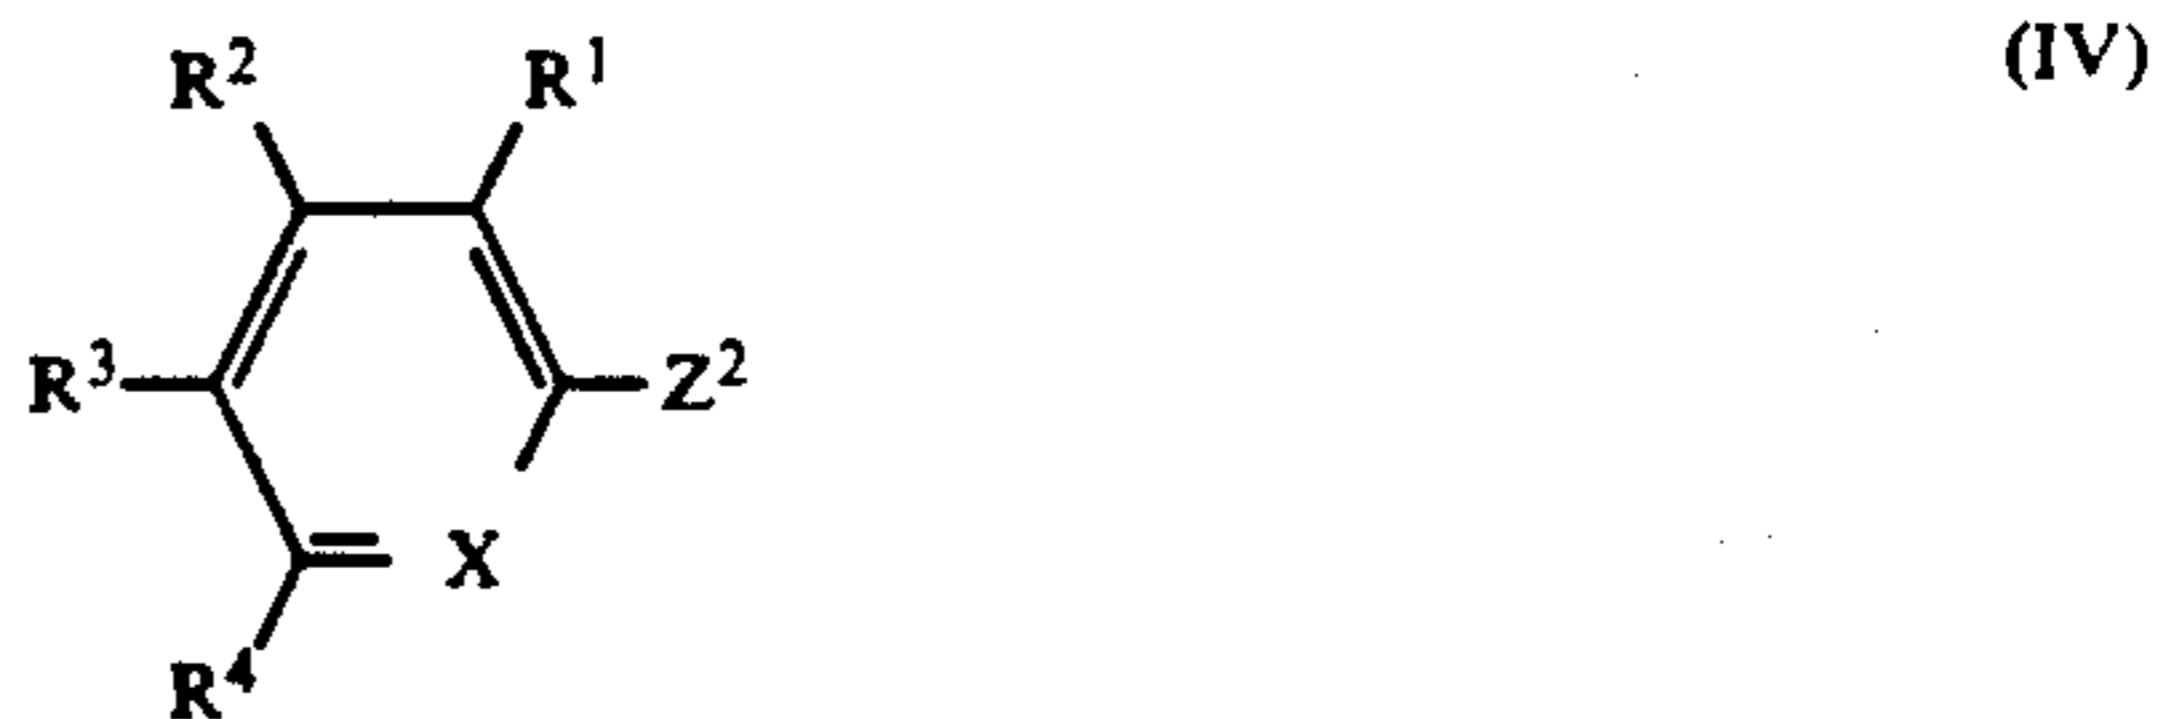 R² R¹ (IV)
R³ Z²
X
R⁴